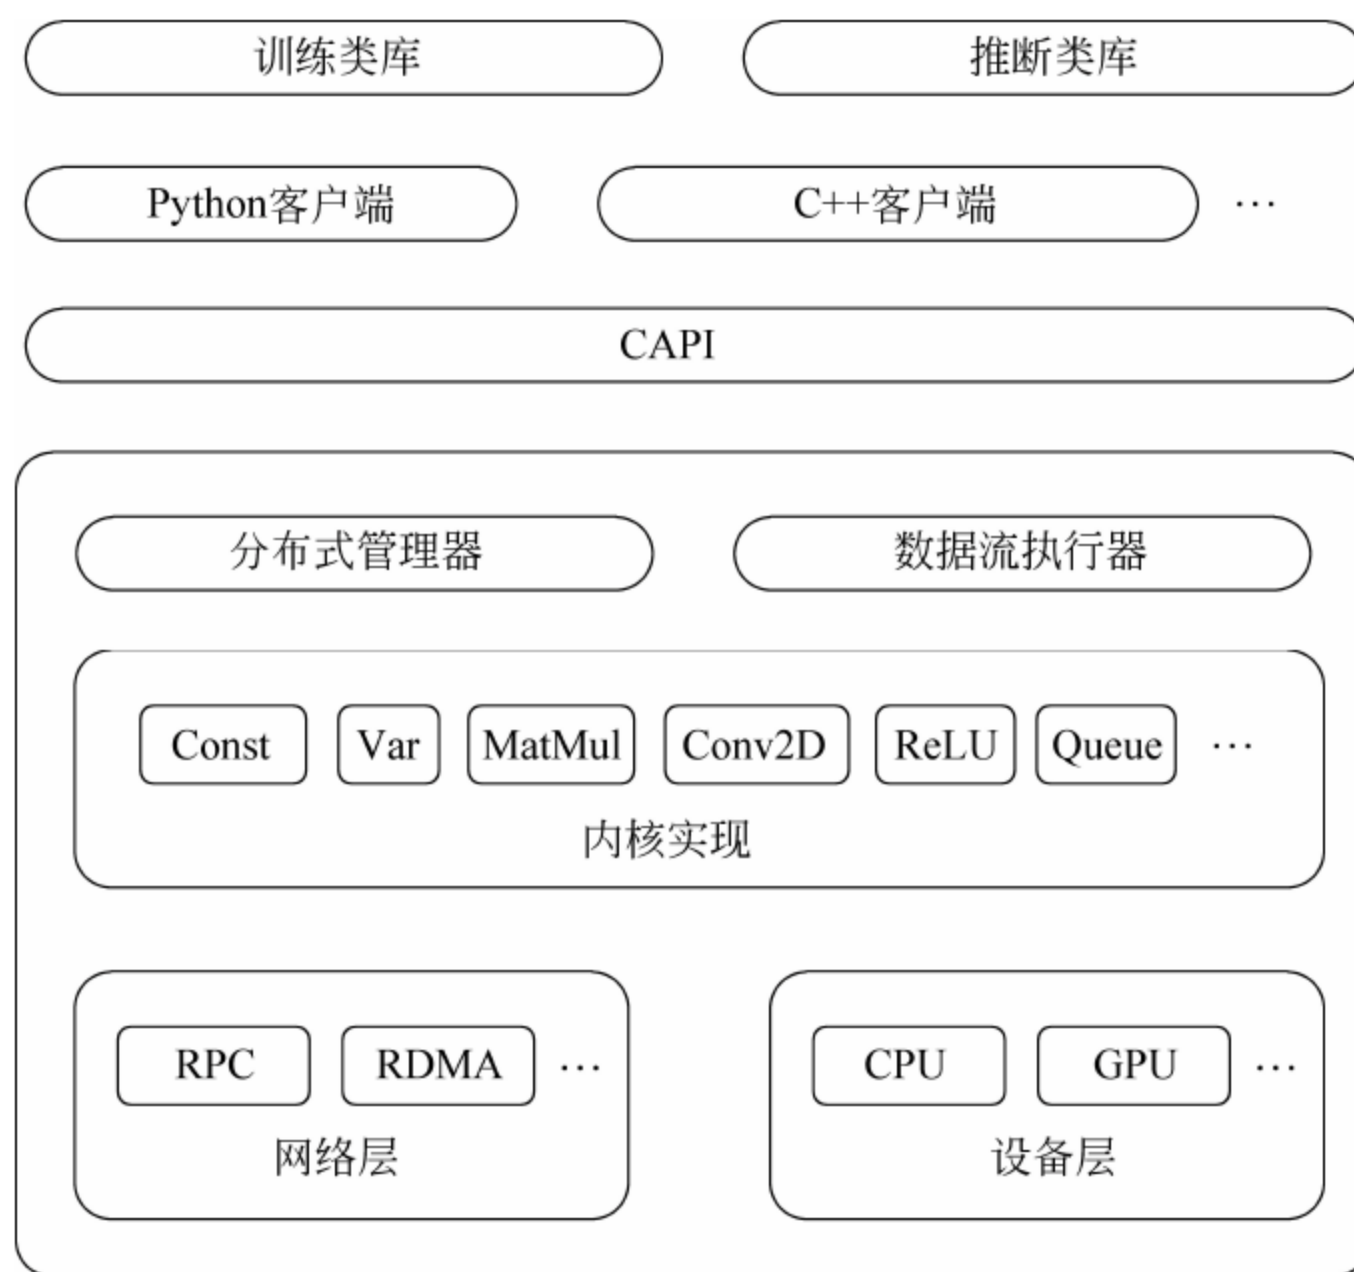 训练类库 推断类库
Python客户端 C++客户端 …
CAPI
分布式管理器 数据流执行器
Const Var MatMul Conv2D ReLU Queue …
内核实现
RPC RDMA … CPU GPU …
网络层 设备层